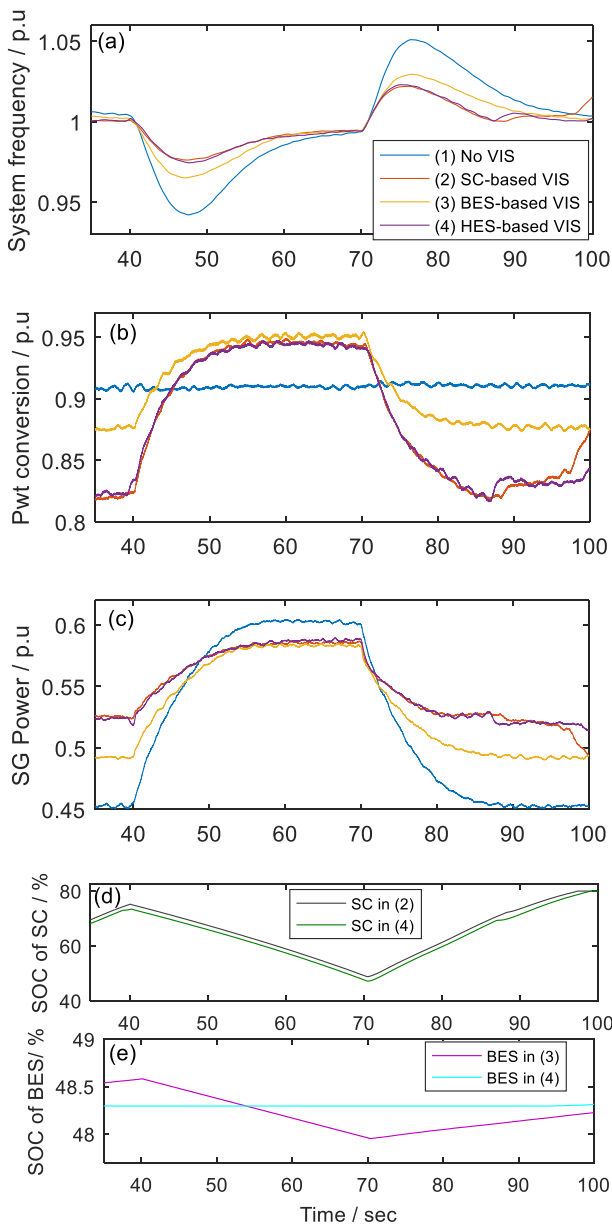 (a)
System frequency / p.u
1.05
1
0.95
(1) No VIS
(2) SC-based VIS
(3) BES-based VIS
(4) HES-based VIS
40 50 60 70 80 90 100
(b)
Pwt conversion / p.u
0.95
0.9
0.85
0.8
40 50 60 70 80 90 100
(c)
SG Power / p.u
0.6
0.55
0.5
0.45
40 50 60 70 80 90 100
(d)
SOC of SC / %
80
60
40
SC in (2)
SC in (4)
40 50 60 70 80 90 100
(e)
SOC of BES/ %
49
48.5
48
BES in (3)
BES in (4)
40 50 60 70 80 90 100
Time / sec